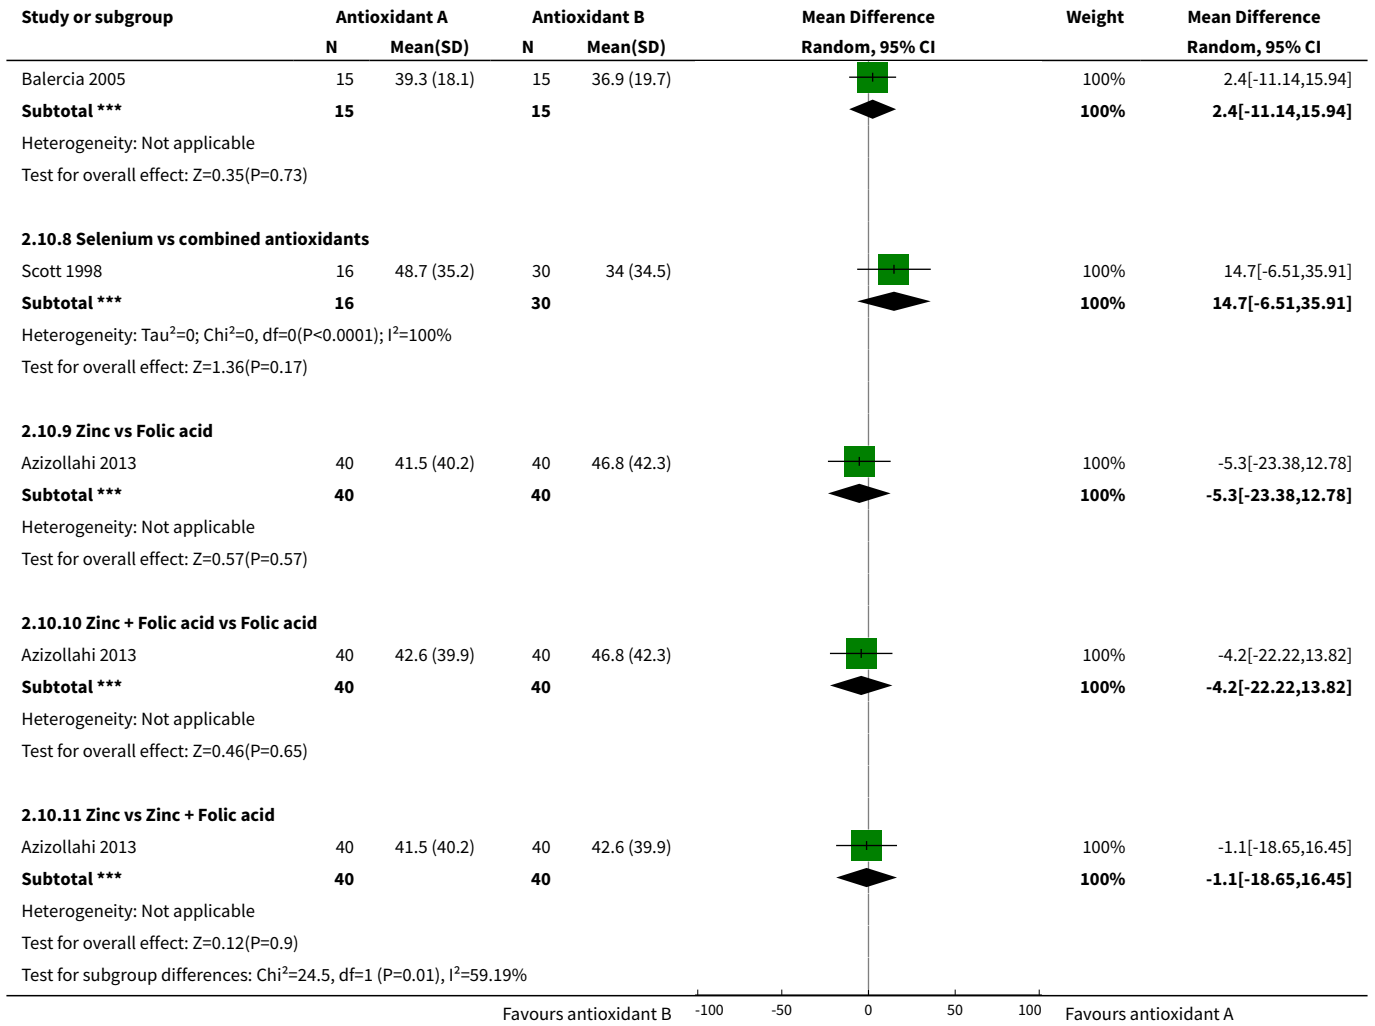 Study or subgroup Antioxidant A Antioxidant B Mean Difference Weight Mean Difference
N Mean(SD) N Mean(SD) Random, 95% CI Random, 95% CI
Balercia 2005 15 39.3 (18.1) 15 36.9 (19.7) 100% 2.4[-11.14,15.94]
Subtotal *** 15 15 100% 2.4[-11.14,15.94]
Heterogeneity: Not applicable
Test for overall effect: Z=0.35(P=0.73)
2.10.8 Selenium vs combined antioxidants
Scott 1998 16 48.7 (35.2) 30 34 (34.5) 100% 14.7[-6.51,35.91]
Subtotal *** 16 30 100% 14.7[-6.51,35.91]
Heterogeneity: Tau²=0; Chi²=0, df=0(P<0.0001); I²=100%
Test for overall effect: Z=1.36(P=0.17)
2.10.9 Zinc vs Folic acid
Azizollahi 2013 40 41.5 (40.2) 40 46.8 (42.3) 100% -5.3[-23.38,12.78]
Subtotal *** 40 40 100% -5.3[-23.38,12.78]
Heterogeneity: Not applicable
Test for overall effect: Z=0.57(P=0.57)
2.10.10 Zinc + Folic acid vs Folic acid
Azizollahi 2013 40 42.6 (39.9) 40 46.8 (42.3) 100% -4.2[-22.22,13.82]
Subtotal *** 40 40 100% -4.2[-22.22,13.82]
Heterogeneity: Not applicable
Test for overall effect: Z=0.46(P=0.65)
2.10.11 Zinc vs Zinc + Folic acid
Azizollahi 2013 40 41.5 (40.2) 40 42.6 (39.9) 100% -1.1[-18.65,16.45]
Subtotal *** 40 40 100% -1.1[-18.65,16.45]
Heterogeneity: Not applicable
Test for overall effect: Z=0.12(P=0.9)
Test for subgroup differences: Chi²=24.5, df=1 (P=0.01), I²=59.19%
Favours antioxidant B -100 -50 0 50 100 Favours antioxidant A